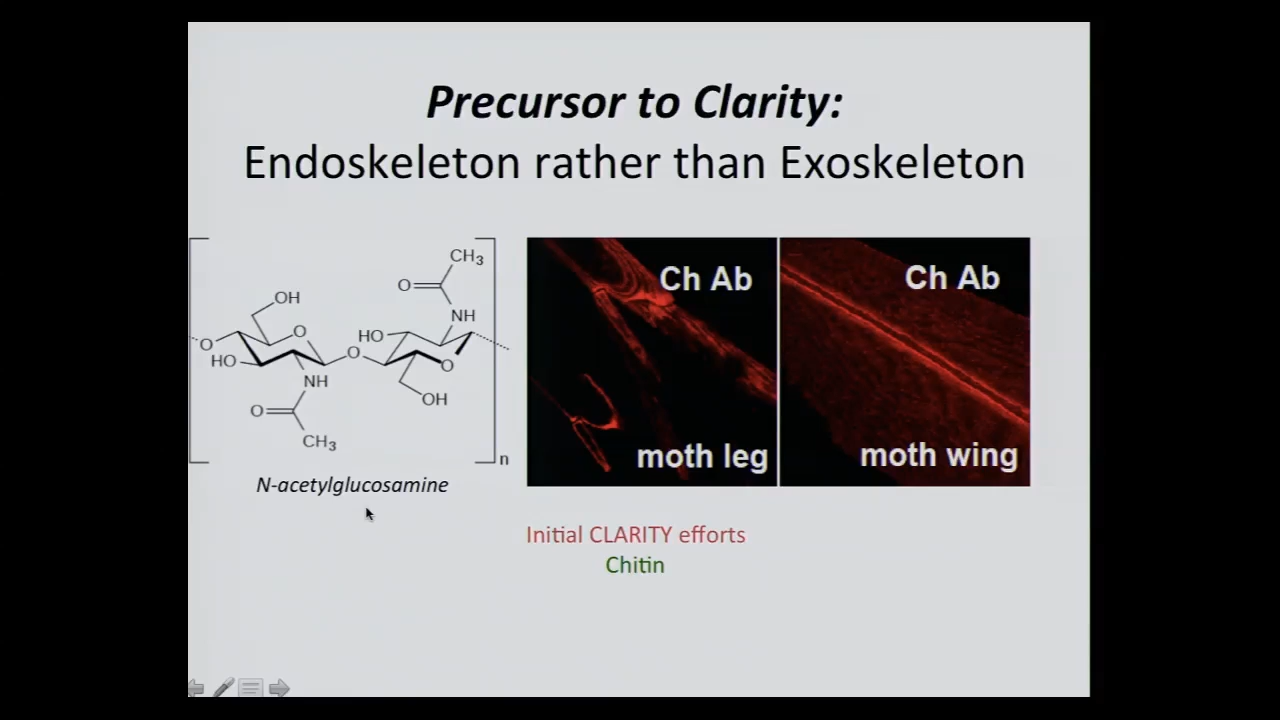 Precursor to Clarity:
Endoskeleton rather than Exoskeleton
CH3
O
NH
OH
O
HO
O
HO
O
O
NH
OH
O
CH3
n
N-acetylglucosamine
Ch Ab
moth leg
Ch Ab
moth wing
Initial CLARITY efforts
Chitin